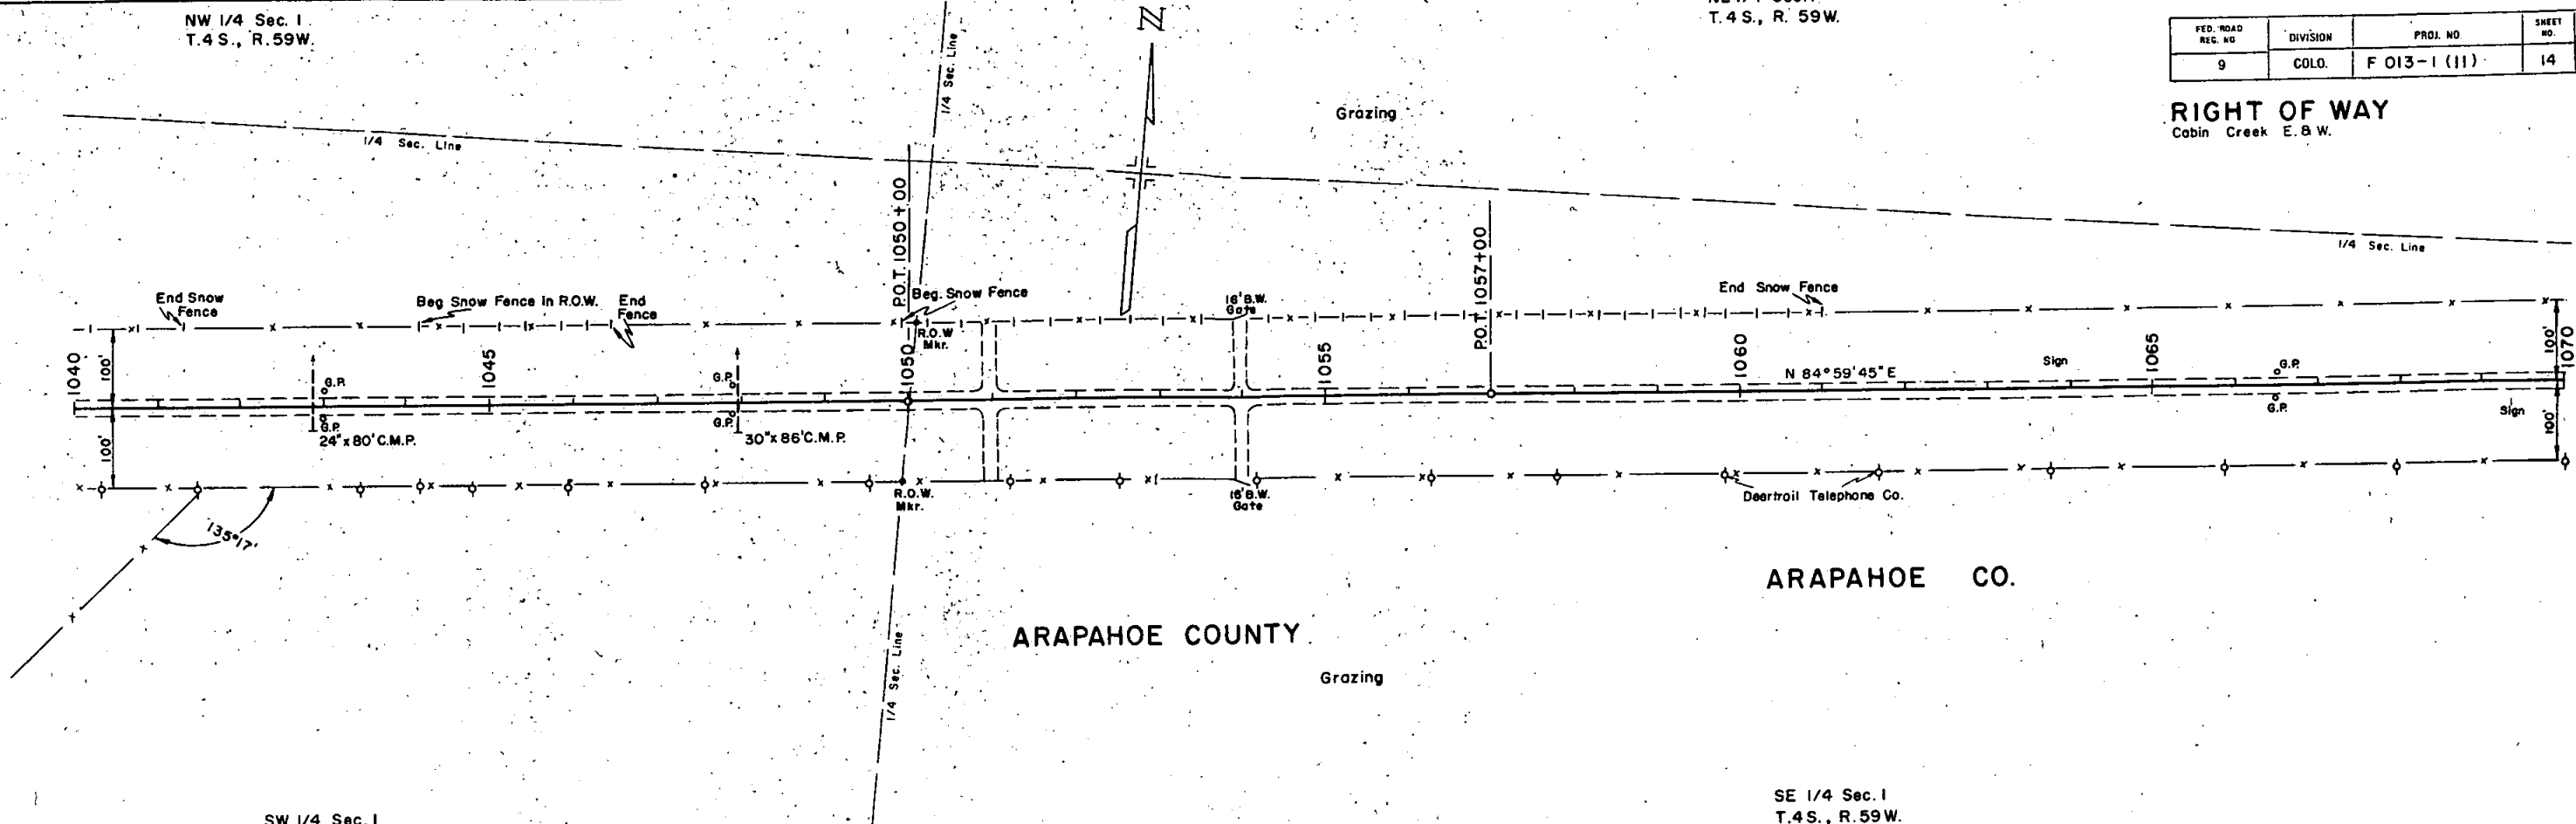 NW 1/4 Sec. 1
T.4 S., R.59W.
T. 4 S., R. 59W.
FED. ROAD REG. NO DIVISION PROJ. NO SHEET NO.
9 COLO. F 013-1 (11) 14
RIGHT OF WAY
Cabin Creek E. & W.
1/4 Sec. Line
N
Grazing
1/4 Sec. Line
1/4 Sec. Line
P.O.T. 1050+00
P.O.T. 1057+00
End Snow Fence
Beg Snow Fence in R.O.W.
End Fence
Beg. Snow Fence
R.O.W Mkr.
16' B.W. Gate
End Snow Fence
1040
100'
1045
1050
1055
1060
1065
1070
100'
G.P.
G.P.
N 84° 59' 45" E
Sign
G.P.
G.P.
24" x 80' C.M.P.
G.P.
30" x 86' C.M.P.
G.P.
Sign
100'
100'
135°17'
R.O.W. Mkr.
16' B.W. Gate
Deertrail Telephone Co.
ARAPAHOE CO.
ARAPAHOE COUNTY
1/4 Sec. Line
Grazing
SE 1/4 Sec. 1
T.4 S., R.59W.
SW 1/4 Sec. 1